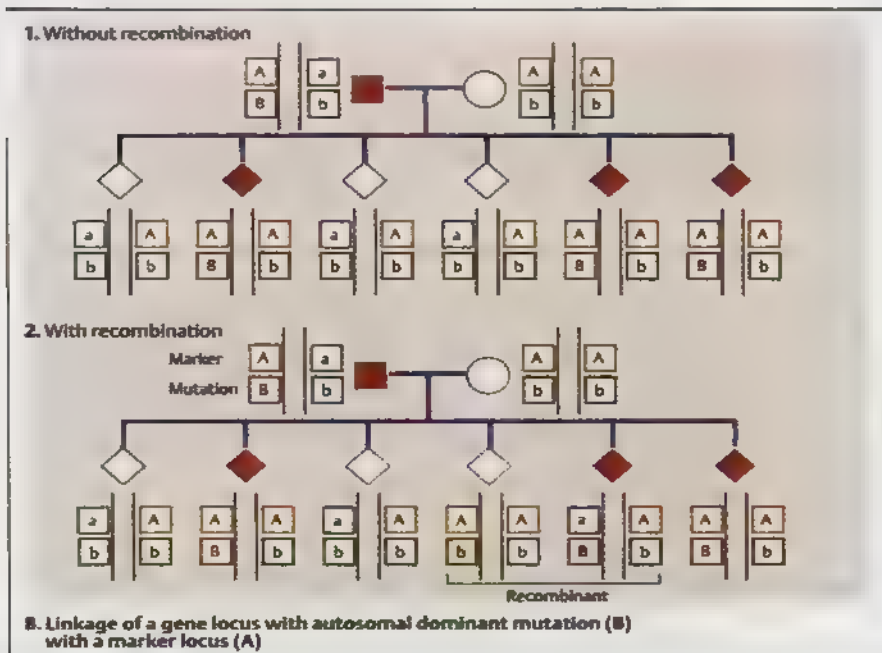 1. Without recombination
A a A A
B b b b
a A A A a A a A A A A A
b b B b b b b b B b B b
2. With recombination
Marker A a A A
Mutation B b b b
a A A A a A A A a A A A
b b B b b b b b B b B b
Recombinant
B. Linkage of a gene locus with autosomal dominant mutation (B)
with a marker locus (A)